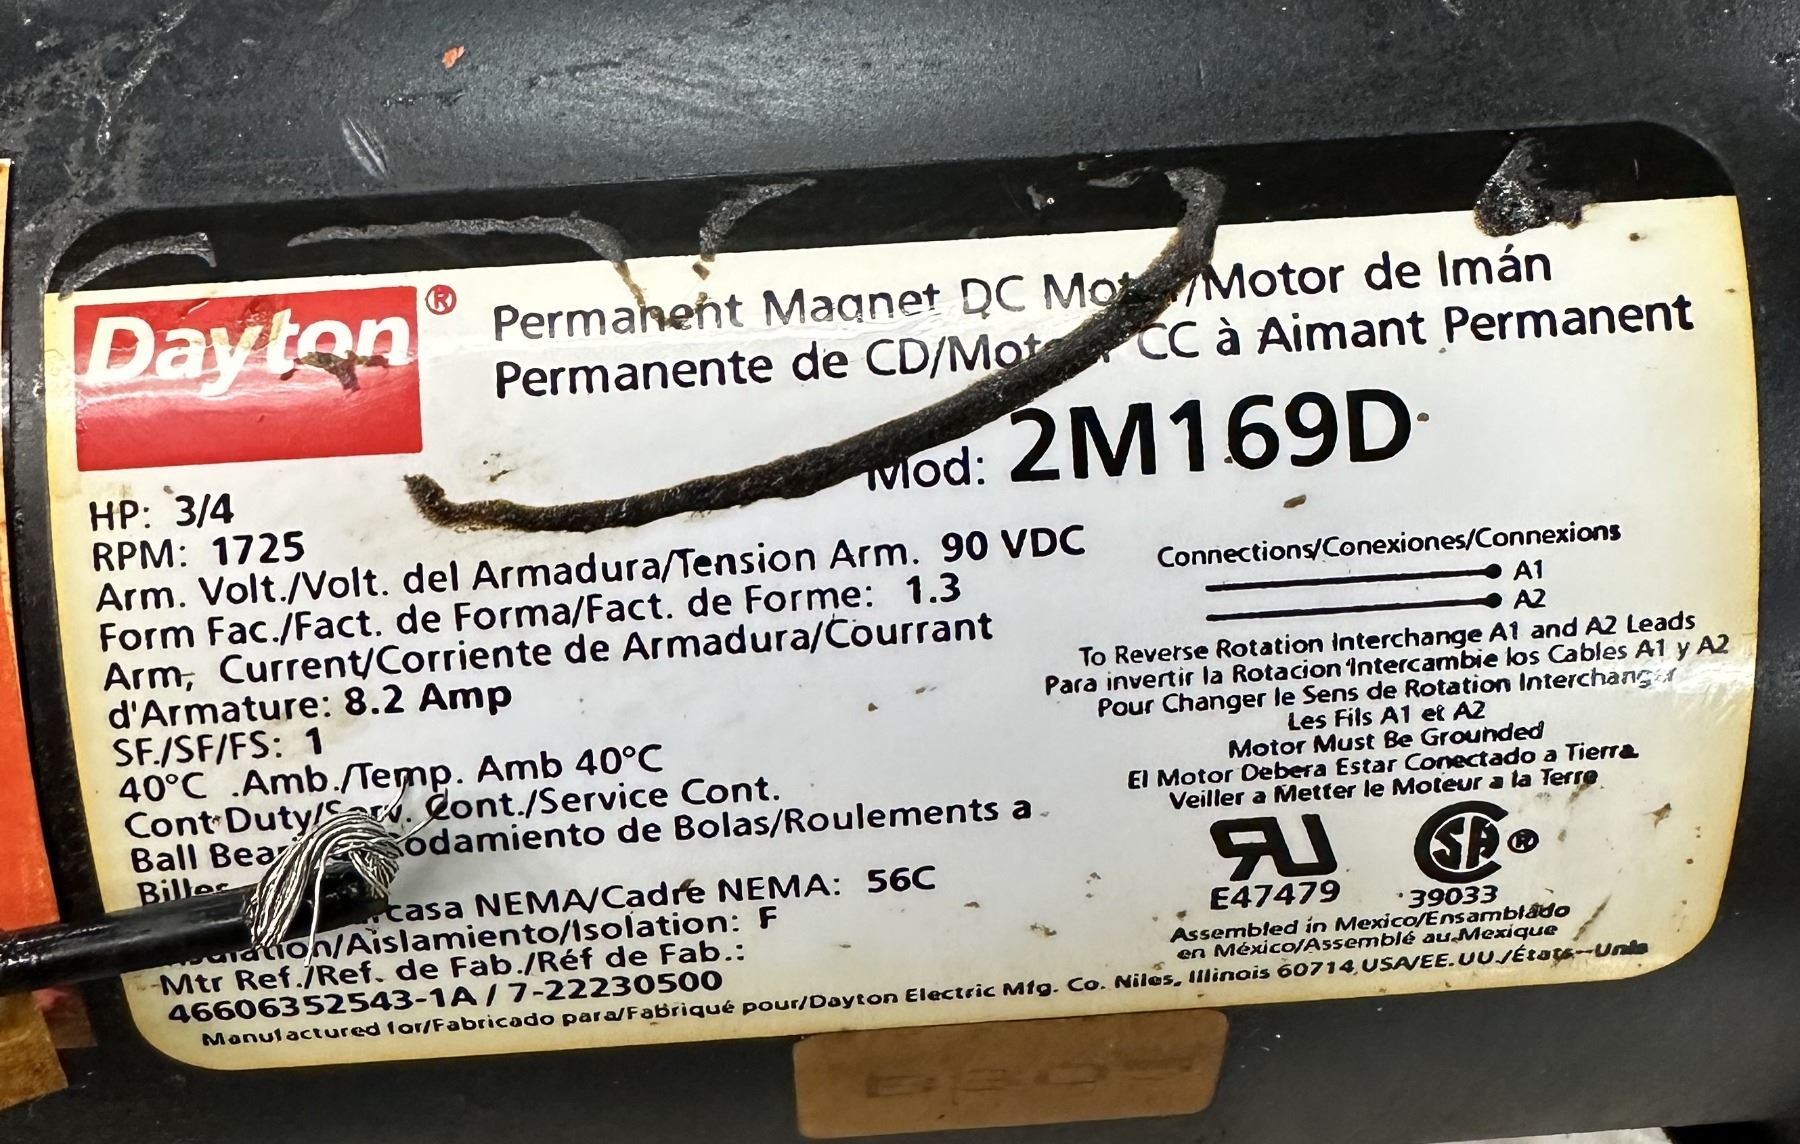 Dayton®
Permanent Magnet DC /Motor de Imán
Permanente de CD/ CC à Aimant Permanent
Mod: 2M169D
HP: 3/4
RPM: 1725
Arm. Volt./Volt. del Armadura/Tension Arm. 90 VDC
Form Fac./Fact. de Forma/Fact. de Forme: 1.3
Arm, Current/Corriente de Armadura/Courrant
d'Armature: 8.2 Amp
SF./SF/FS: 1
40°C .Amb./Temp. Amb 40°C
Cont Duty/ Cont./Service Cont.
Ball de Bolas/Roulements a
NEMA/Cadre NEMA: 56C
/Aislamiento/Isolation: F
Mtr Ref./Ref. de Fab./Réf de Fab.:
46606352543-1A / 7-22230500
Connections/Conexiones/Connexions
A1
A2
To Reverse Rotation Interchange A1 and A2 Leads
Para invertir la Rotacion Intercambie los Cables A1 y A2
Pour Changer le Sens de Rotation
Les Fils A1 et A2
Motor Must Be Grounded
El Motor Debera Estar Conectado a Tierra
Veiller a Metter le Moteur a la Terre
RU
SA®
E47479
39033
Assembled in Mexico/Ensamblado
en México/Assemblé au Mexique
Manufactured for/Fabricado para/Fabriqué pour/Dayton Electric Mfg. Co. Niles, Illinois 60714 USA/EE.UU./États-Unis